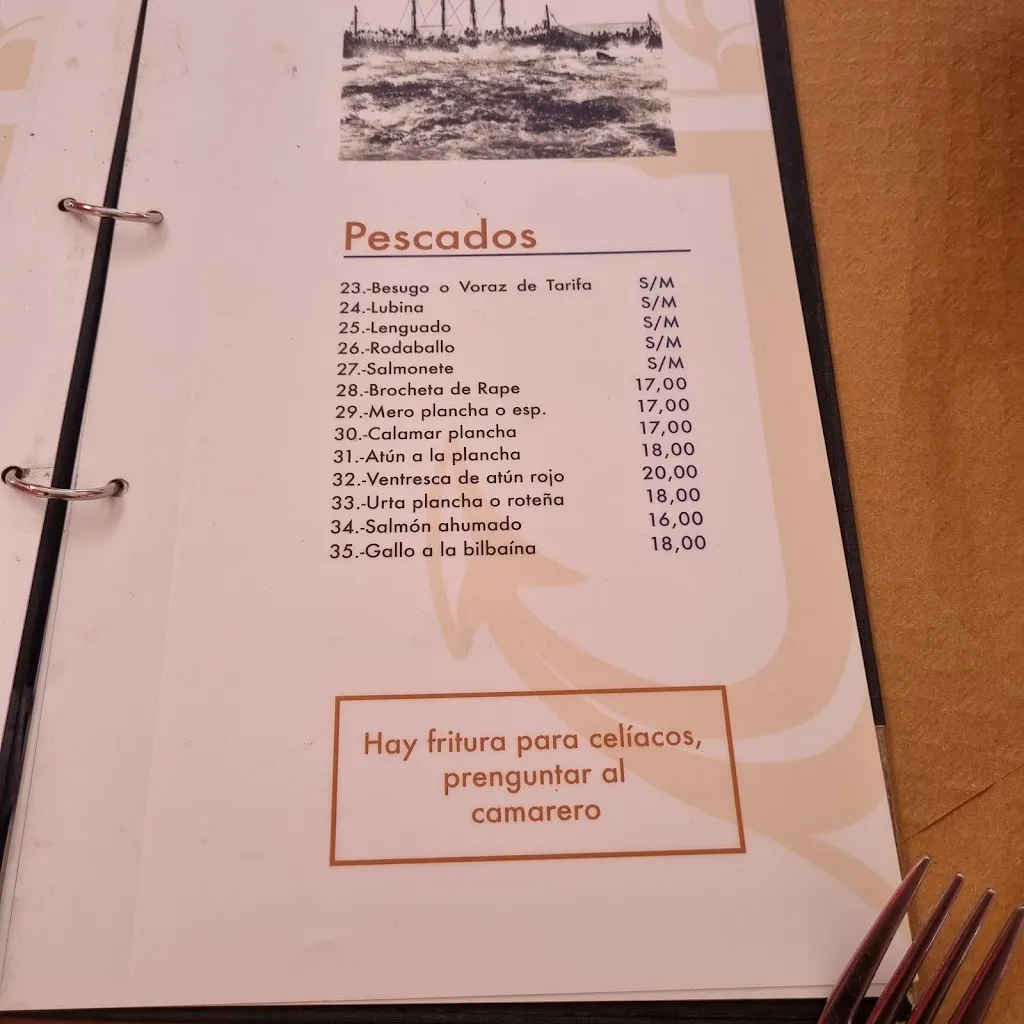 Pescados
23.-Besugo o Voraz de Tarifa S/M
24.-Lubina S/M
25.-Lenguado S/M
26.-Rodaballo S/M
27.-Salmonete S/M
28.-Brocheta de Rape 17,00
29.-Mero plancha o esp. 17,00
30.-Calamar plancha 17,00
31.-Atún a la plancha 18,00
32.-Ventresca de atún rojo 20,00
33.-Urta plancha o roteña 18,00
34.-Salmón ahumado 16,00
35.-Gallo a la bilbaína 18,00
Hay fritura para celíacos,
prenguntar al
camarero